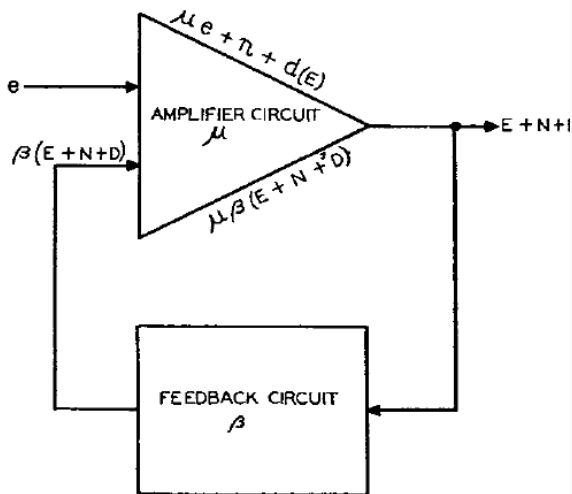 μe + n + d(E)
e
AMPLIFIER CIRCUIT
μ
E + N + 
β(E + N + D)
μβ(E + N + D)
FEEDBACK CIRCUIT
β